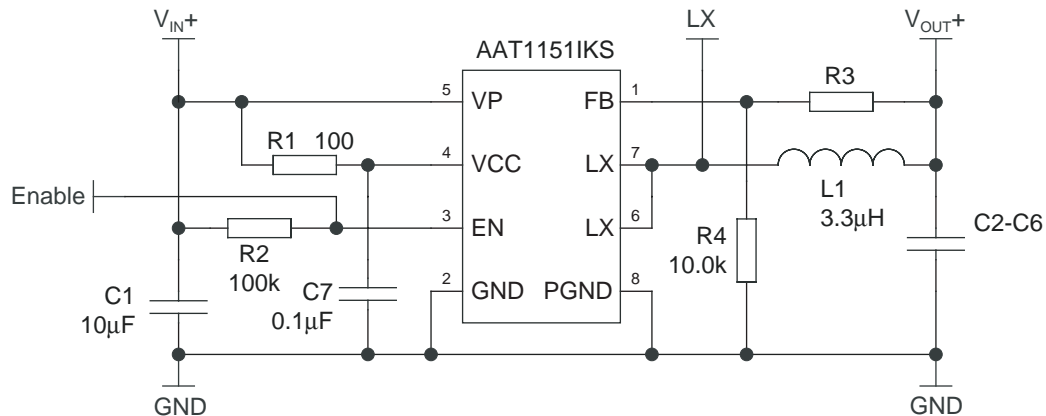 VIN+
LX
VOUT+
AAT1151IKS
R3
5
VP
FB
1
R1 100
4
VCC
LX
7
Enable
L1
3.3μH
3
EN
LX
6
R2
100k
R4
10.0k
C2-C6
2
GND
PGND
8
C1
10μF
C7
0.1μF
GND
GND